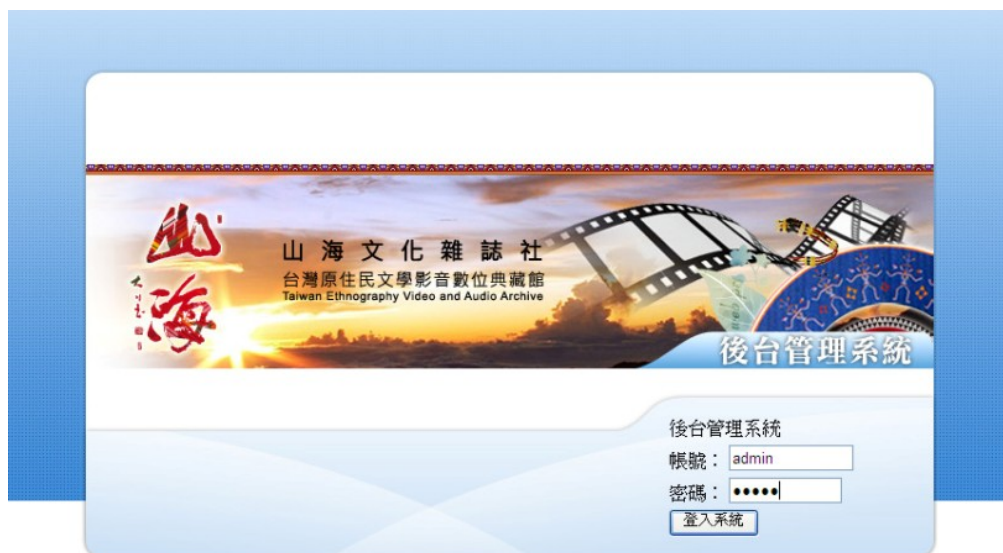 山海
山海文化雜誌社
台灣原住民文學影音數位典藏館
Taiwan Ethnography Video and Audio Archive
後台管理系統
後台管理系統
帳號： admin
密碼： •••••
登入系統